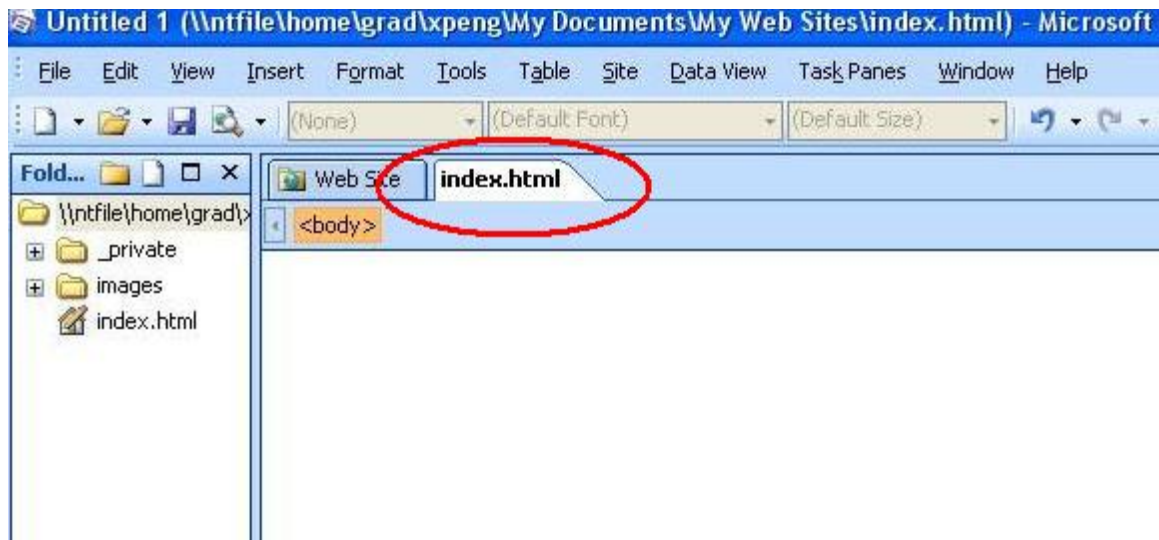 Untitled 1 (\\ntfile\home\grad\xpeng\My Documents\My Web Sites\index.html) - Microsoft
File Edit View Insert Format Tools Table Site Data View Task Panes Window Help
(None) (Default Font) (Default Size)
Fold... Web Site index.html
\\ntfile\home\grad\ <body>
_private
images
index.html